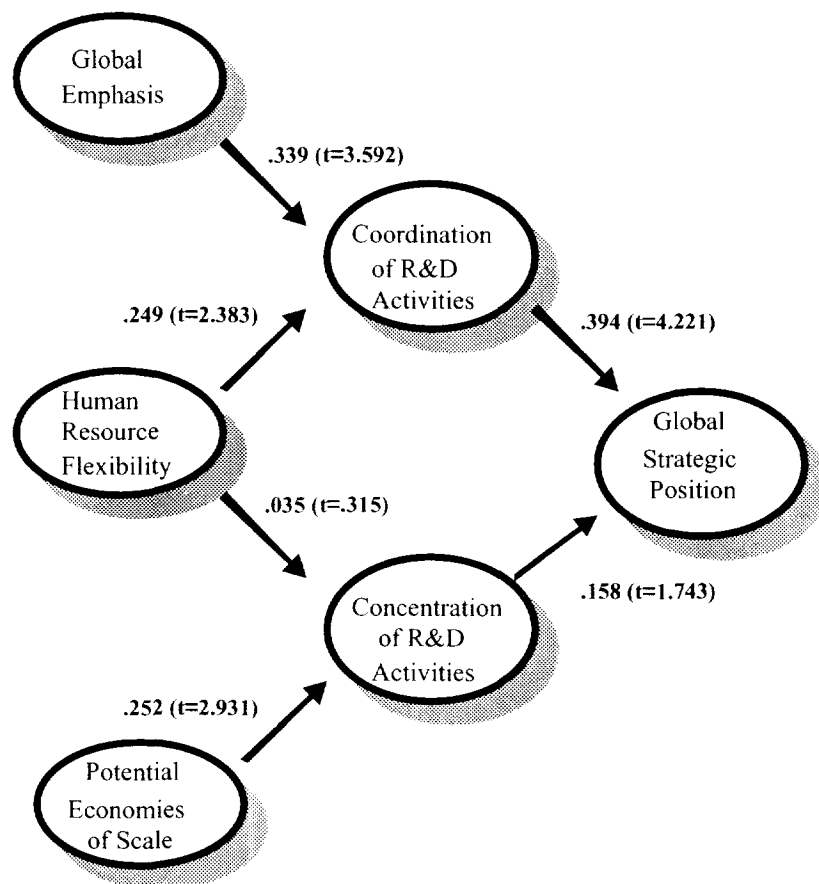 Global
Emphasis
.339 (t=3.592)
Coordination
of R&D
Activities
.249 (t=2.383)
.394 (t=4.221)
Human
Resource
Flexibility
Global
Strategic
Position
.035 (t=.315)
.158 (t=1.743)
Concentration
of R&D
Activities
.252 (t=2.931)
Potential
Economies
of Scale